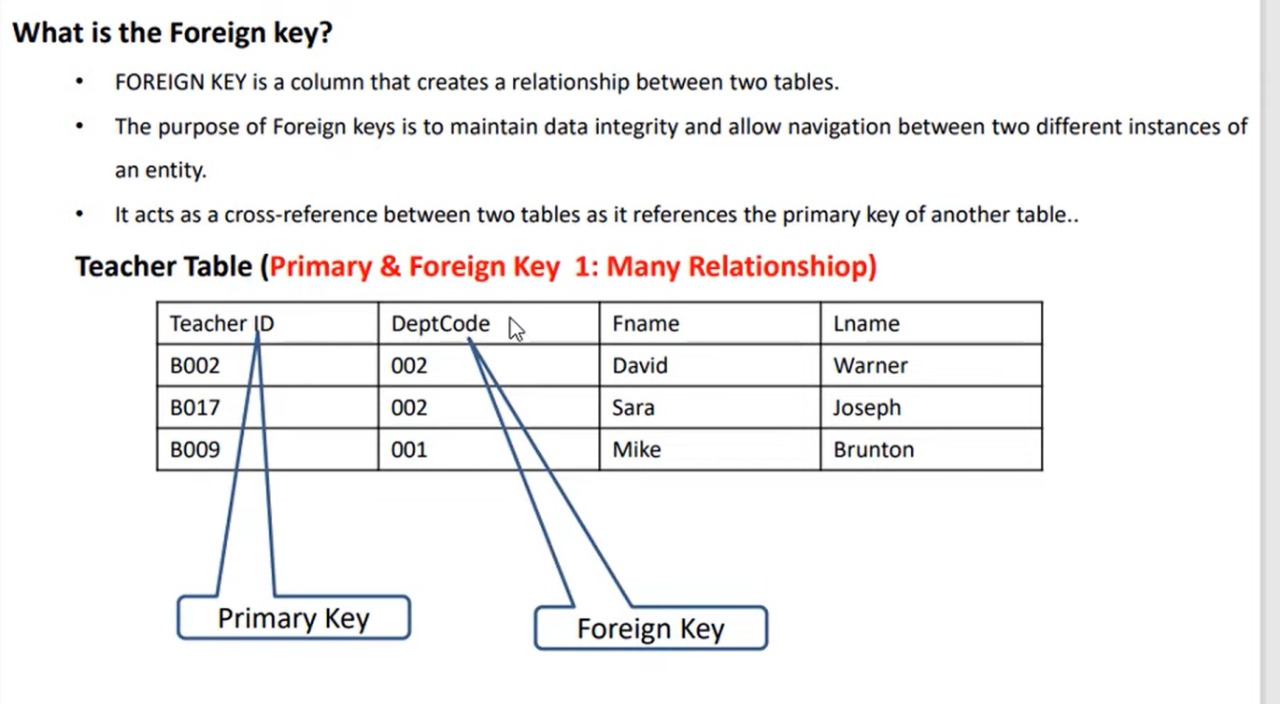 What is the Foreign key?
• FOREIGN KEY is a column that creates a relationship between two tables.
• The purpose of Foreign keys is to maintain data integrity and allow navigation between two different instances of
an entity.
• It acts as a cross-reference between two tables as it references the primary key of another table..
Teacher Table (Primary & Foreign Key 1: Many Relationshiop)
Teacher ID DeptCode Fname Lname
B002 002 David Warner
B017 002 Sara Joseph
B009 001 Mike Brunton
Primary Key
Foreign Key